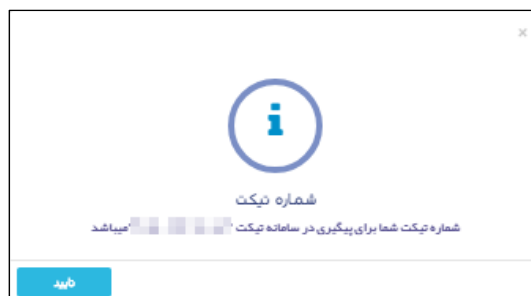 ×
شماره تیکت
شماره تیکت شما برای پیگیری در سامانه تیکت " "میباشد
تایید